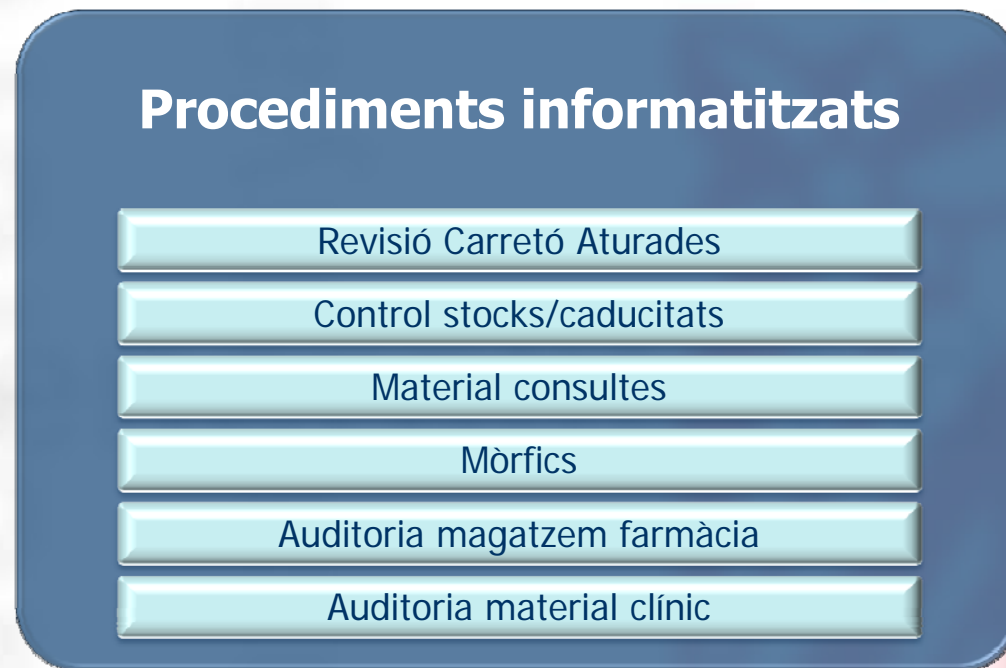 Procediments informatitzats
Revisió Carretó Aturades
Control stocks/caducitats
Material consultes
Mòrfics
Auditoria magatzem farmàcia
Auditoria material clínic